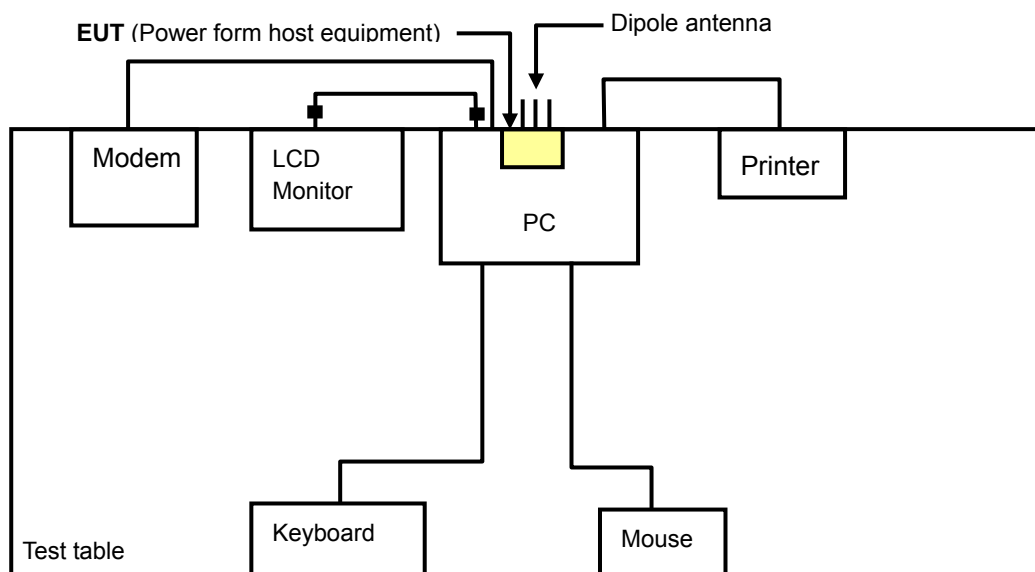 EUT (Power form host equipment)
Dipole antenna
Modem
LCD
Monitor
Printer
PC
Keyboard
Mouse
Test table